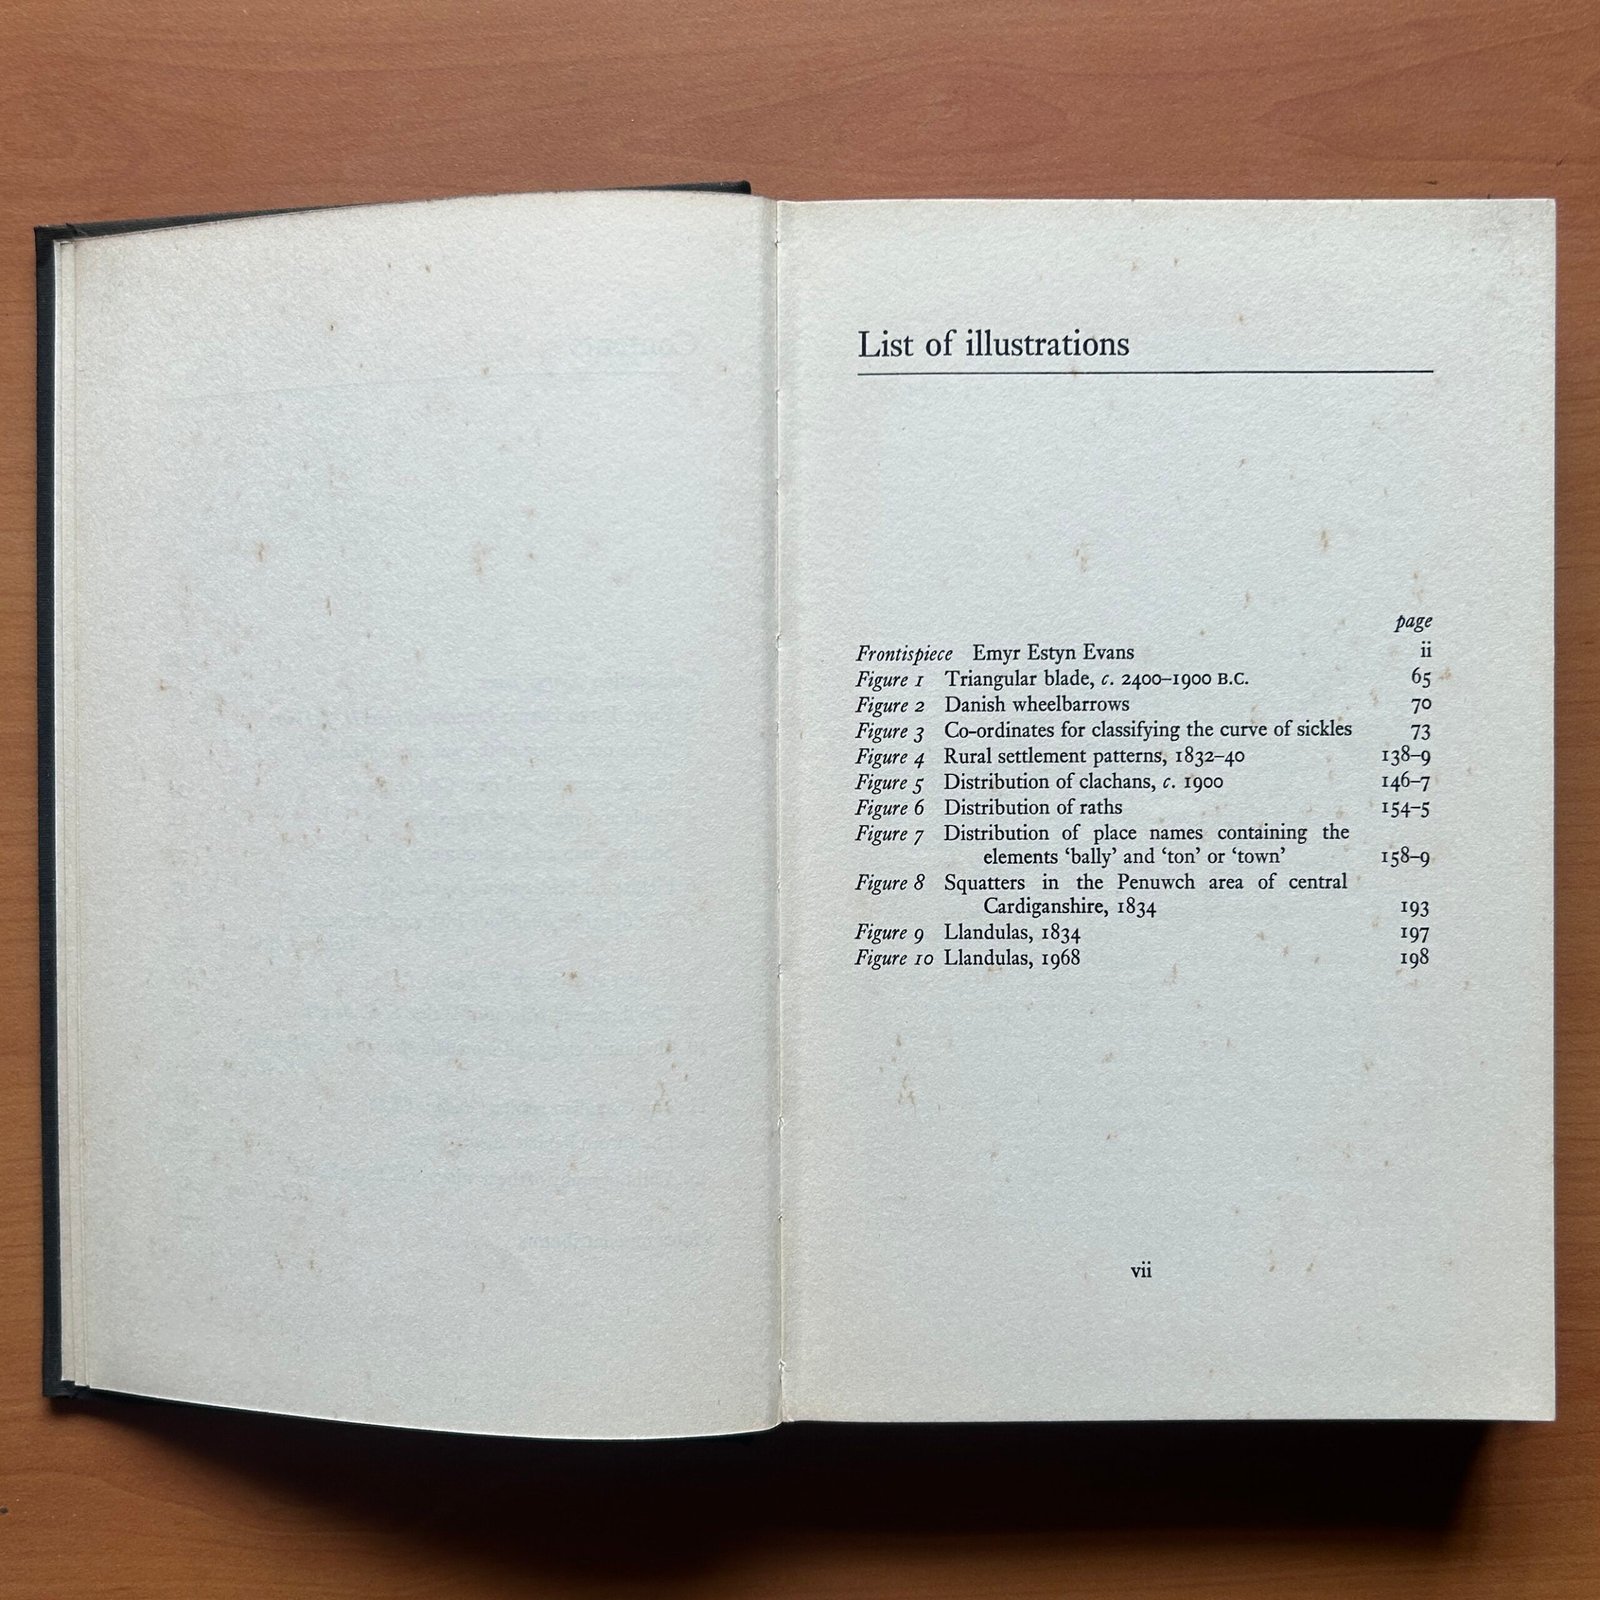 List of illustrations
page
Frontispiece Emyr Estyn Evans ii
Figure 1 Triangular blade, c. 2400–1900 B.C. 65
Figure 2 Danish wheelbarrows 70
Figure 3 Co-ordinates for classifying the curve of sickles 73
Figure 4 Rural settlement patterns, 1832–40 138–9
Figure 5 Distribution of clachans, c. 1900 146–7
Figure 6 Distribution of raths 154–5
Figure 7 Distribution of place names containing the
elements ‘bally’ and ‘ton’ or ‘town’ 158–9
Figure 8 Squatters in the Penuwch area of central
Cardiganshire, 1834 193
Figure 9 Llandulas, 1834 197
Figure 10 Llandulas, 1968 198
vii